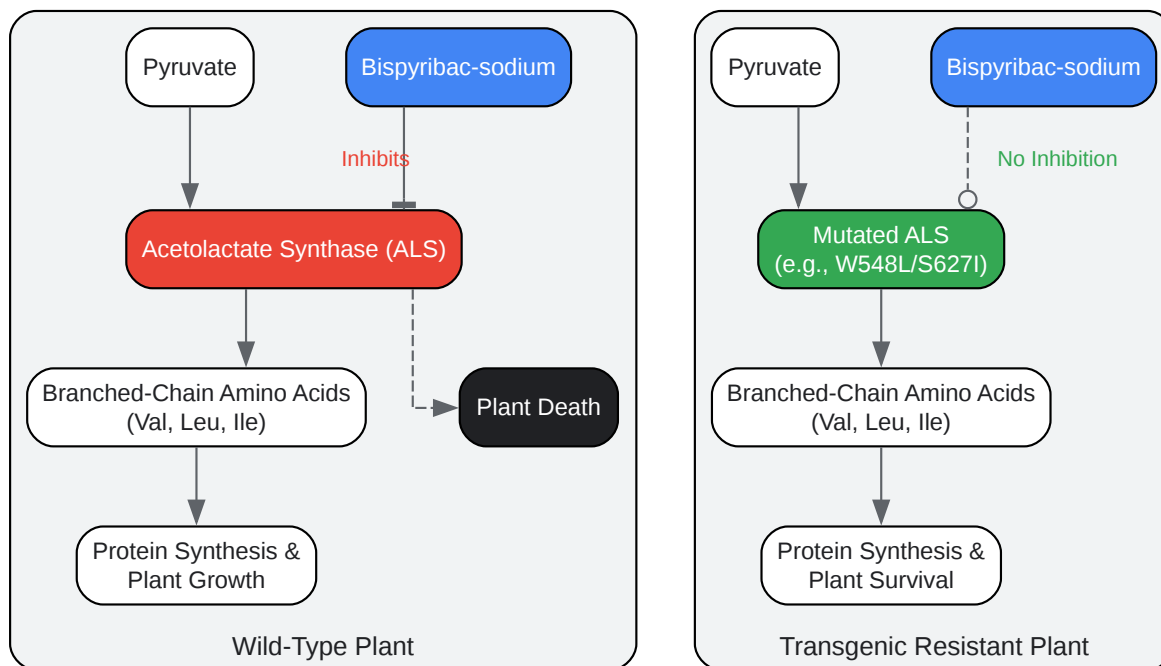 Pyruvate
Bispyribac-sodium
Inhibits
Acetolactate Synthase (ALS)
Branched-Chain Amino Acids
(Val, Leu, Ile)
Plant Death
Protein Synthesis &
Plant Growth
Wild-Type Plant
Pyruvate
Bispyribac-sodium
No Inhibition
Mutated ALS
(e.g., W548L/S627I)
Branched-Chain Amino Acids
(Val, Leu, Ile)
Protein Synthesis &
Plant Survival
Transgenic Resistant Plant